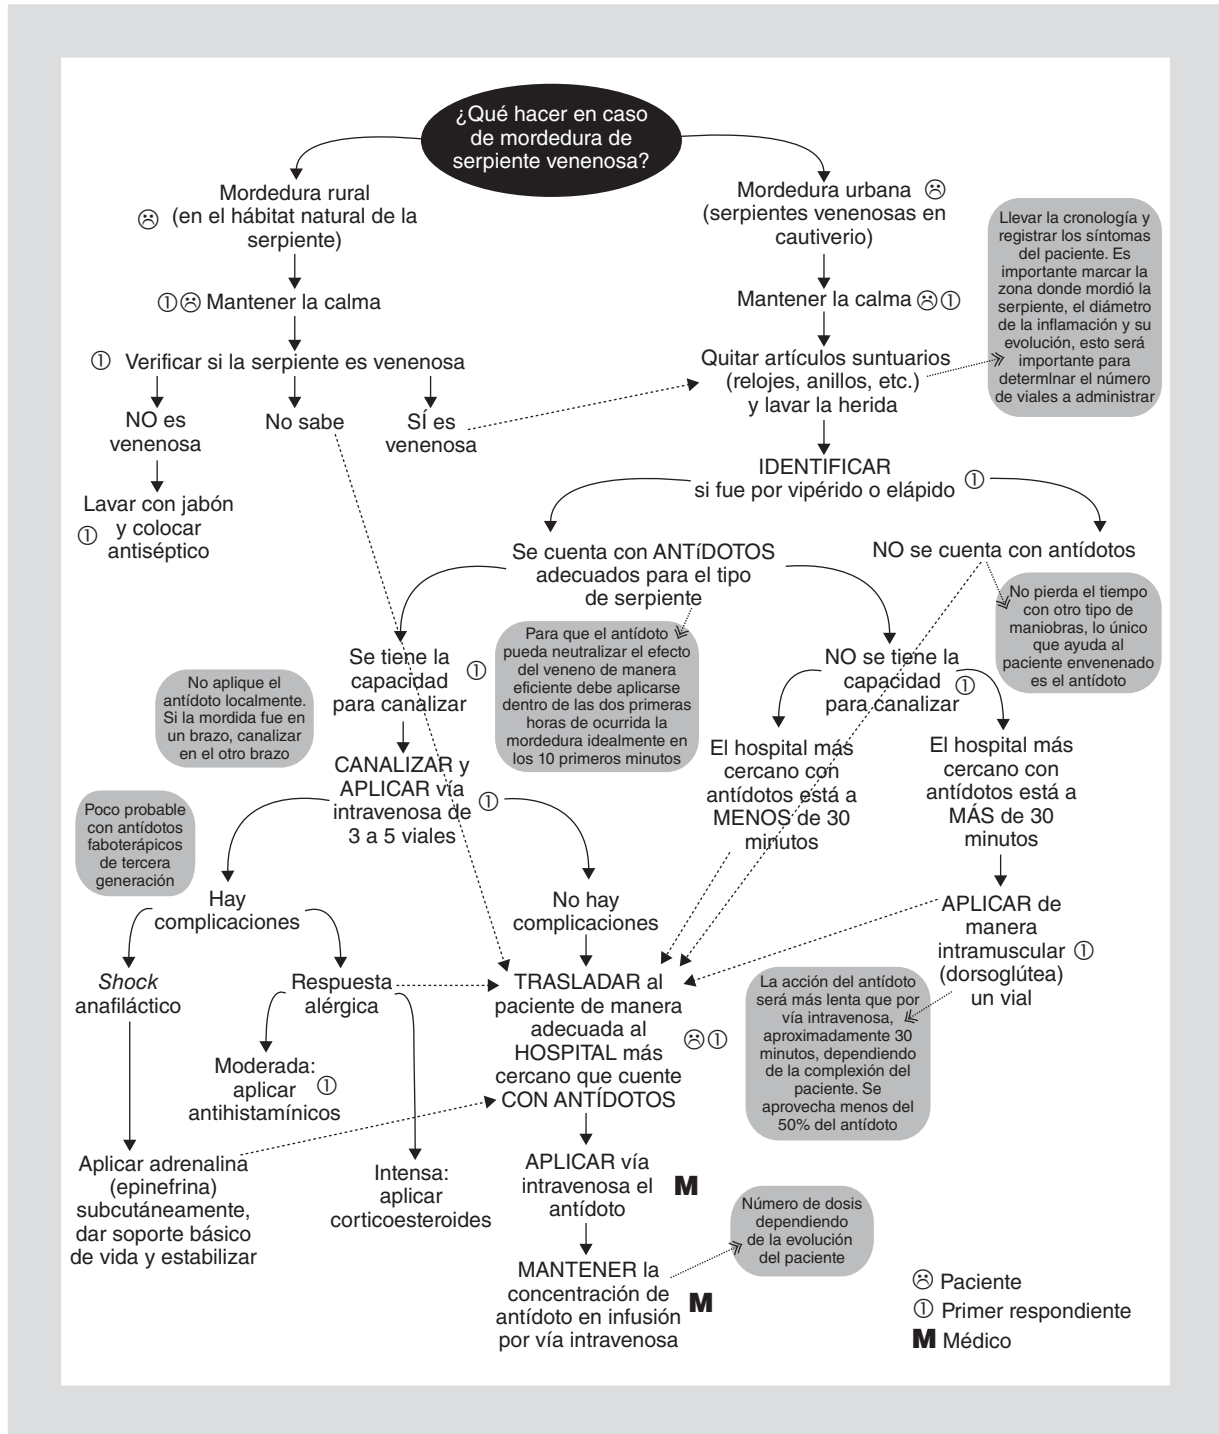 ¿Qué hacer en caso
de mordedura de
serpiente venenosa?
Mordedura rural
(en el hábitat natural de la
serpiente)
① Mantener la calma
① Verificar si la serpiente es venenosa
NO es
venenosa
No sabe
SÍ es
venenosa
Lavar con jabón
① y colocar
antiséptico
Mordedura urbana
(serpientes venenosas en
cautiverio)
Mantener la calma ①
Quitar artículos suntuarios
(relojes, anillos, etc.)
y lavar la herida
Llevar la cronología y
registrar los síntomas
del paciente. Es
importante marcar la
zona donde mordió la
serpiente, el diámetro
de la inflamación y su
evolución, esto será
importante para
determInar el número
de viales a administrar
IDENTIFICAR
si fue por vipérido o elápido ①
Se cuenta con ANTíDOTOS
adecuados para el tipo
de serpiente
NO se cuenta con antídotos
No pierda el tiempo
con otro tipo de
maniobras, lo único
que ayuda al
paciente envenenado
es el antídoto
Para que el antídoto
pueda neutralizar el efecto
del veneno de manera
eficiente debe aplicarse
dentro de las dos primeras
horas de ocurrida la
mordedura idealmente en
los 10 primeros minutos
Se tiene la
capacidad ①
para canalizar
No aplique el
antídoto localmente.
Si la mordida fue en
un brazo, canalizar
en el otro brazo
NO se tiene la
capacidad ①
para canalizar
CANALIZAR y
APLICAR vía
intravenosa de ①
3 a 5 viales
El hospital más
cercano con
antídotos está a
MENOS de 30
minutos
El hospital más
cercano con
antídotos está a
MÁS de 30
minutos
Poco probable
con antídotos
faboterápicos
de tercera
generación
Hay
complicaciones
No hay
complicaciones
APLICAR de
manera
intramuscular ①
(dorsoglútea)
un vial
Shock
anafiláctico
Respuesta
alérgica
TRASLADAR al
paciente de manera
adecuada al
HOSPITAL más ①
cercano que cuente
CON ANTÍDOTOS
La acción del antídoto
será más lenta que por
vía intravenosa,
aproximadamente 30
minutos, dependiendo
de la complexión del
paciente. Se
aprovecha menos del
50% del antídoto
Moderada:
aplicar ①
antihistamínicos
Aplicar adrenalina
(epinefrina)
subcutáneamente,
dar soporte básico
de vida y estabilizar
Intensa:
aplicar
corticoesteroides
APLICAR vía
intravenosa el M
antídoto
Número de dosis
dependiendo
de la evolución
del paciente
MANTENER la
concentración de
antídoto en infusión M
por vía intravenosa
Paciente
① Primer respondiente
M Médico